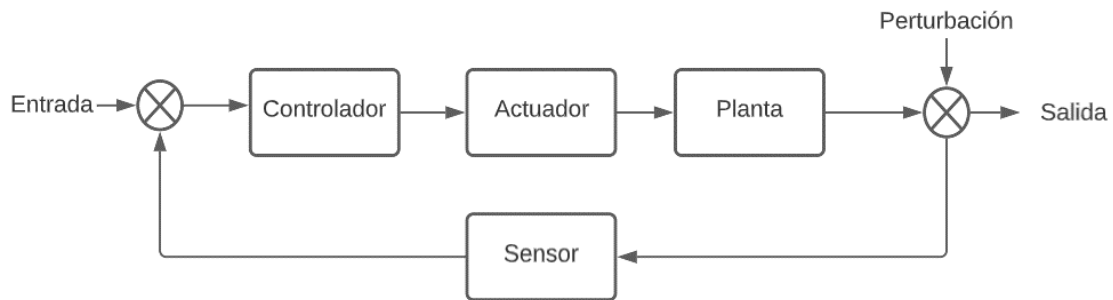 Perturbación
Entrada
Controlador
Actuador
Planta
Salida
Sensor